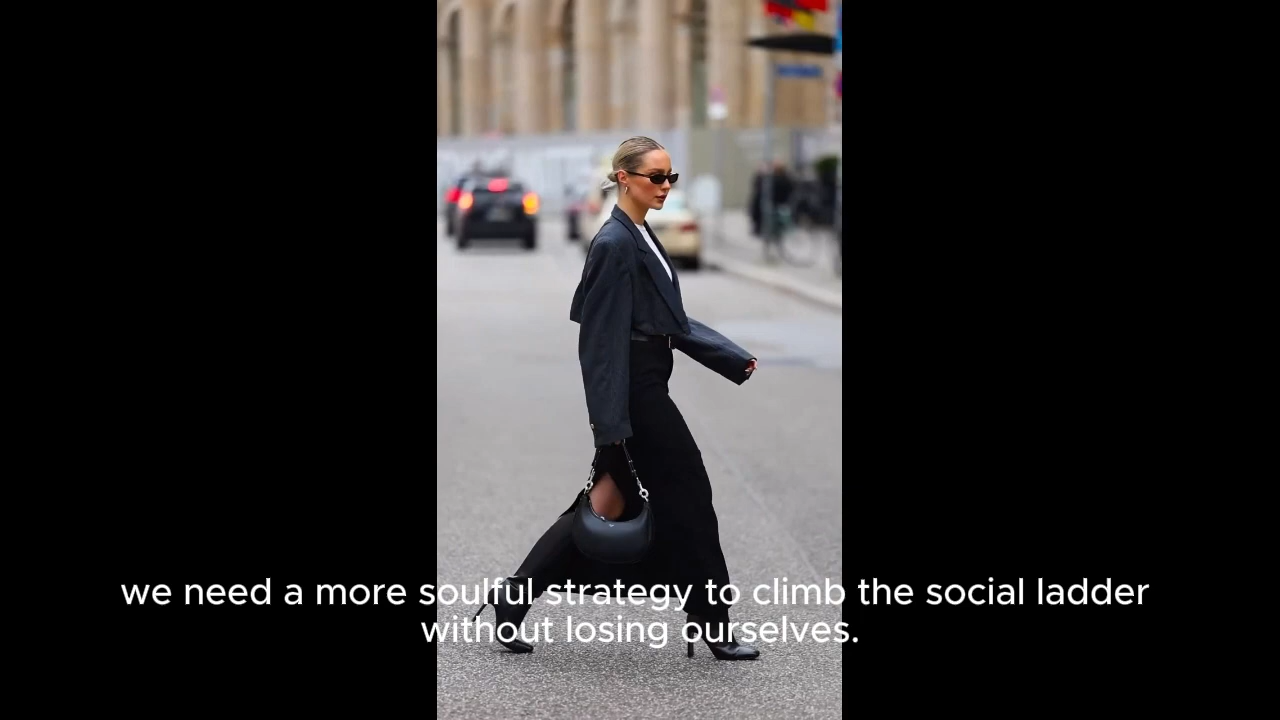 we need a more soulful strategy to climb the social ladder
without losing ourselves.